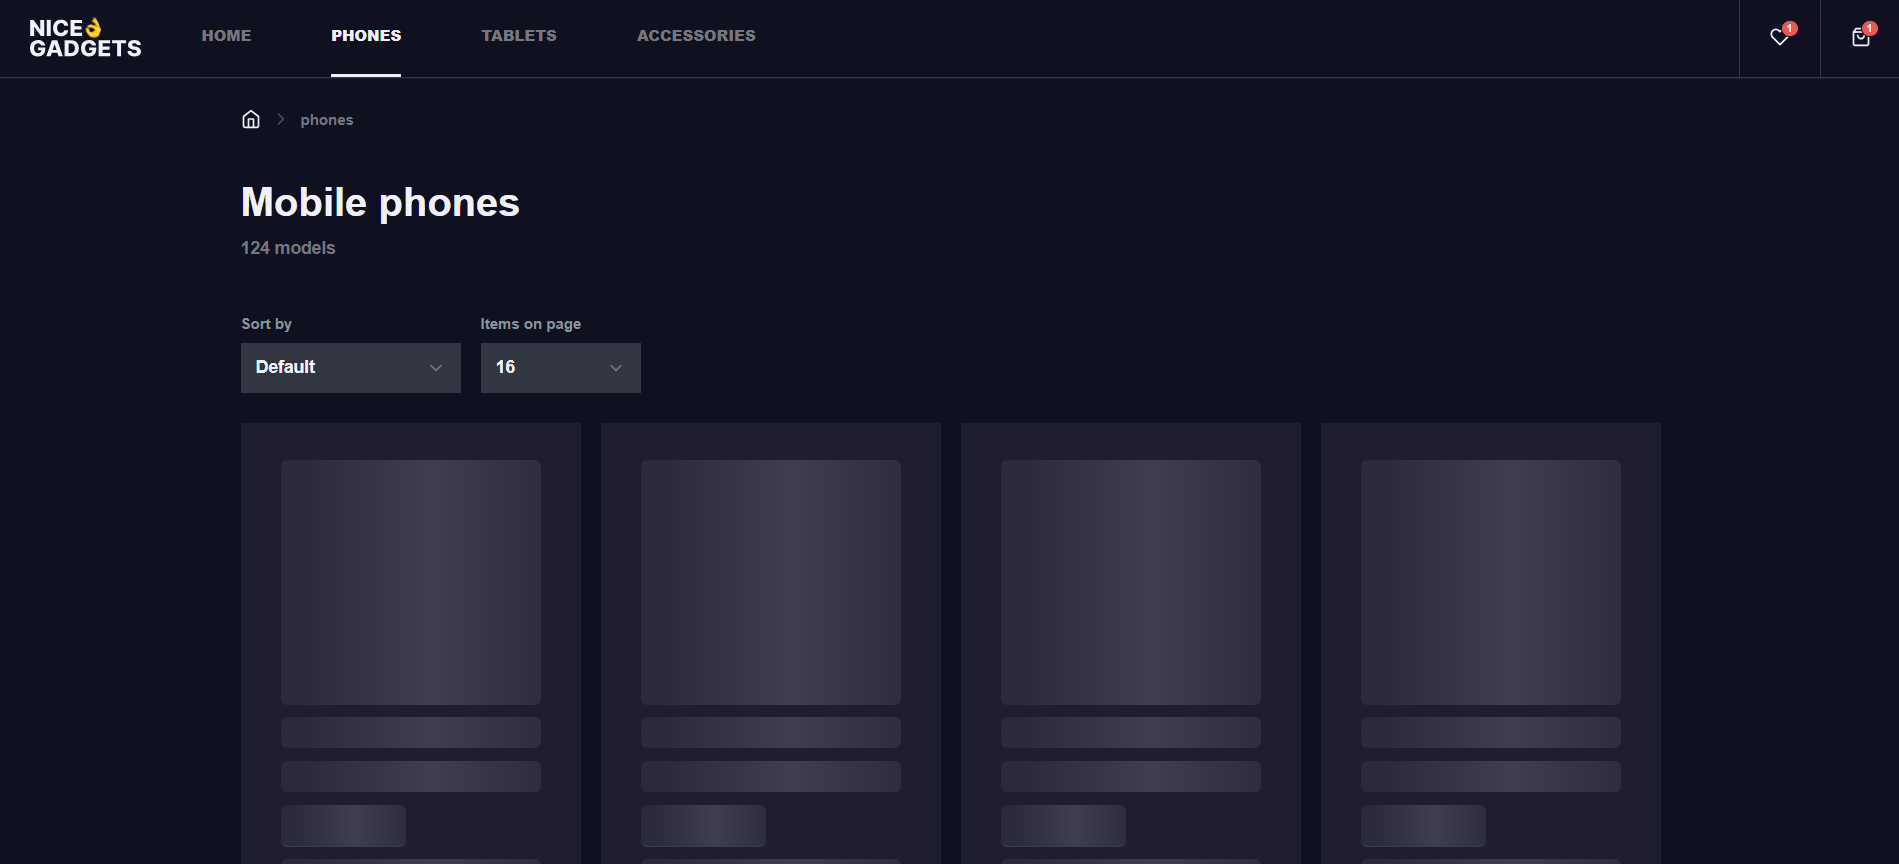 NICE👌
GADGETS
HOME
PHONES
TABLETS
ACCESSORIES
1
1
phones
Mobile phones
124 models
Sort by
Items on page
Default
16